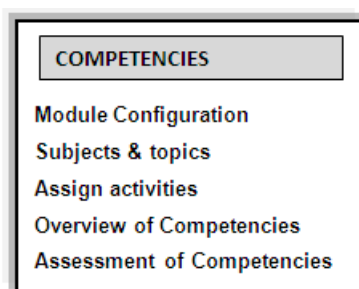 COMPETENCIES
Module Configuration
Subjects & topics
Assign activities
Overview of Competencies
Assessment of Competencies